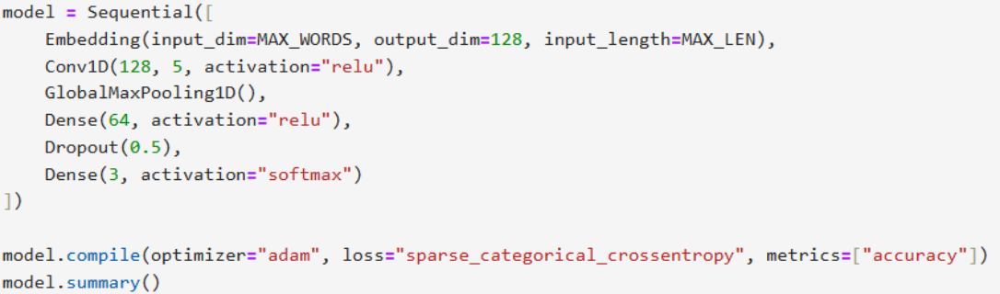 model = Sequential([
    Embedding(input_dim=MAX_WORDS, output_dim=128, input_length=MAX_LEN),
    Conv1D(128, 5, activation="relu"),
    GlobalMaxPooling1D(),
    Dense(64, activation="relu"),
    Dropout(0.5),
    Dense(3, activation="softmax")
])

model.compile(optimizer="adam", loss="sparse_categorical_crossentropy", metrics=["accuracy"])
model.summary()